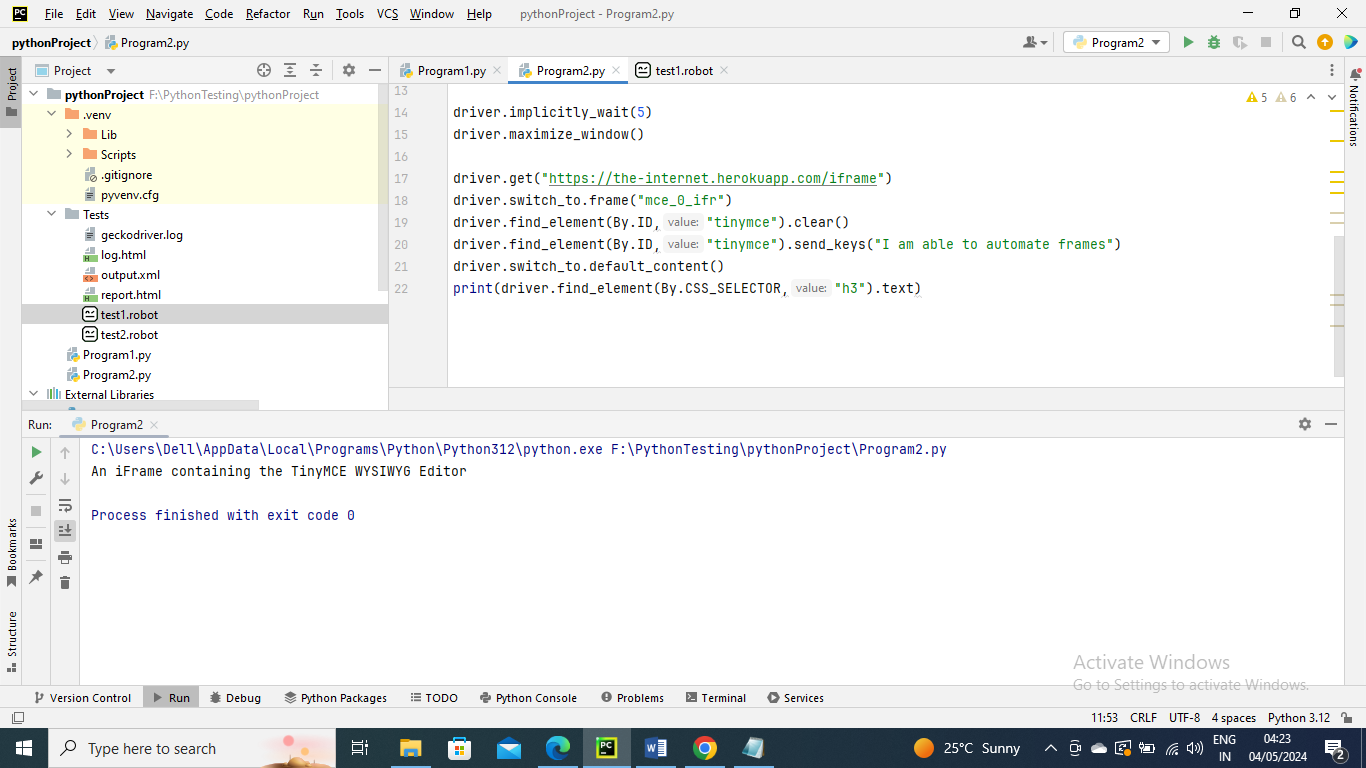 PC File Edit View Navigate Code Refactor Run Tools VCS Window Help pythonProject - Program2.py
pythonProject Program2.py Program2
Project Project Program1.py Program2.py test1.robot
pythonProject F:\PythonTesting\pythonProject
.venv
Lib
Scripts
.gitignore
pyvenv.cfg
Tests
geckodriver.log
log.html
output.xml
report.html
test1.robot
test2.robot
Program1.py
Program2.py
External Libraries
5 6
Notifications
13
14 driver.implicitly_wait(5)
15 driver.maximize_window()
16
17 driver.get("https://the-internet.herokuapp.com/iframe")
18 driver.switch_to.frame("mce_0_ifr")
19 driver.find_element(By.ID, value: "tinymce").clear()
20 driver.find_element(By.ID, value: "tinymce").send_keys("I am able to automate frames")
21 driver.switch_to.default_content()
22 print(driver.find_element(By.CSS_SELECTOR, value: "h3").text)
Run: Program2
C:\Users\Dell\AppData\Local\Programs\Python\Python312\python.exe F:\PythonTesting\pythonProject\Program2.py
An iFrame containing the TinyMCE WYSIWYG Editor
Process finished with exit code 0
Bookmarks
Structure
Activate Windows
Go to Settings to activate Windows.
Version Control Run Debug Python Packages TODO Python Console Problems Terminal Services
11:53 CRLF UTF-8 4 spaces Python 3.12
Type here to search PC 25°C Sunny ENG 04:23
IN 04/05/2024 2